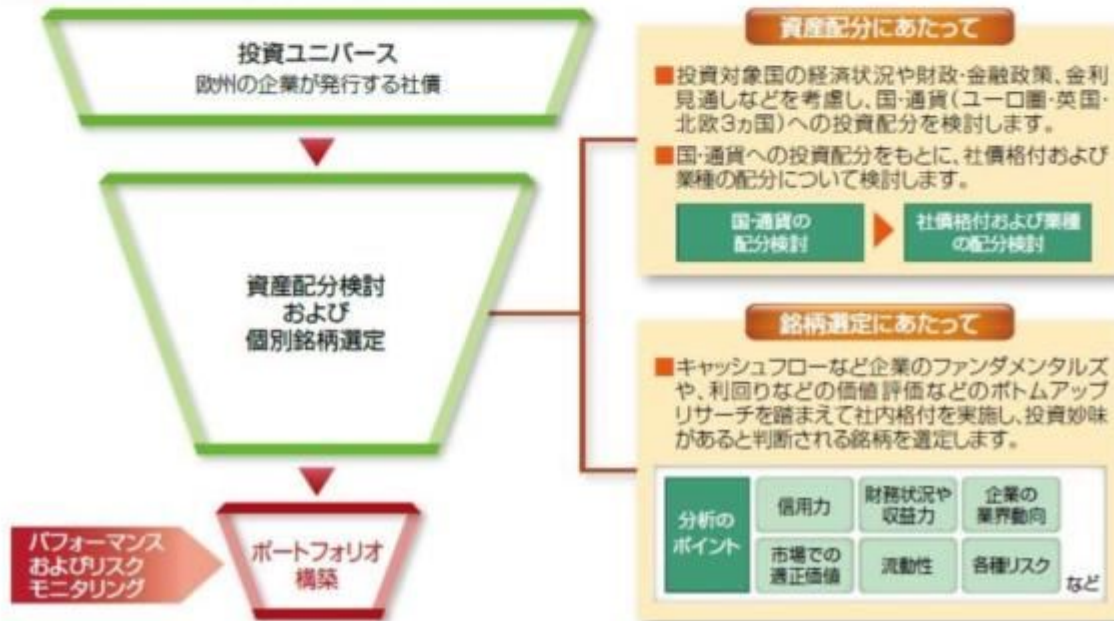 投資ユニバース
欧州の企業が発行する社債
資産配分検討
および
個別銘柄選定
パフォーマンス
およびリスク
モニタリング
ポートフォリオ
構築
資産配分にあたって
■投資対象国の経済状況や財政・金融政策、金利
見通しなどを考慮し、国・通貨(ユーロ圏・英国・
北欧3ヵ国)への投資配分を検討します。
■国・通貨への投資配分をもとに、社債格付および
業種の配分について検討します。
国・通貨の
配分検討
社債格付および業種
の配分検討
銘柄選定にあたって
■キャッシュフローなど企業のファンダメンタルズ
や、利回りなどの価値評価などのボトムアップ
リサーチを踏まえて社内格付を実施し、投資妙味
があると判断される銘柄を選定します。
分析の
ポイント
信用力
財務状況や
収益力
企業の
業界動向
市場での
適正価値
流動性
各種リスク
など